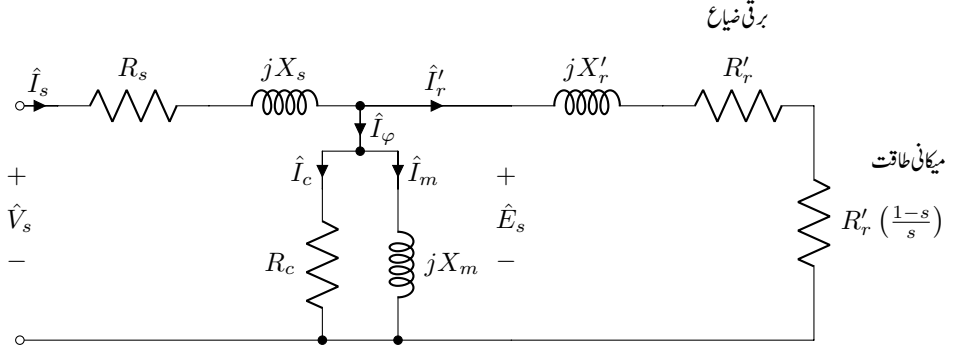 برقی ضیاع
R_s
jX_s
Î_s
Î′_r
jX′_r
R′_r
Î_φ
میکانی طاقت
Î_c
Î_m
+
V̂_s
−
+
Ê_s
−
R_c
jX_m
R′_r (\frac{1−s}{s})